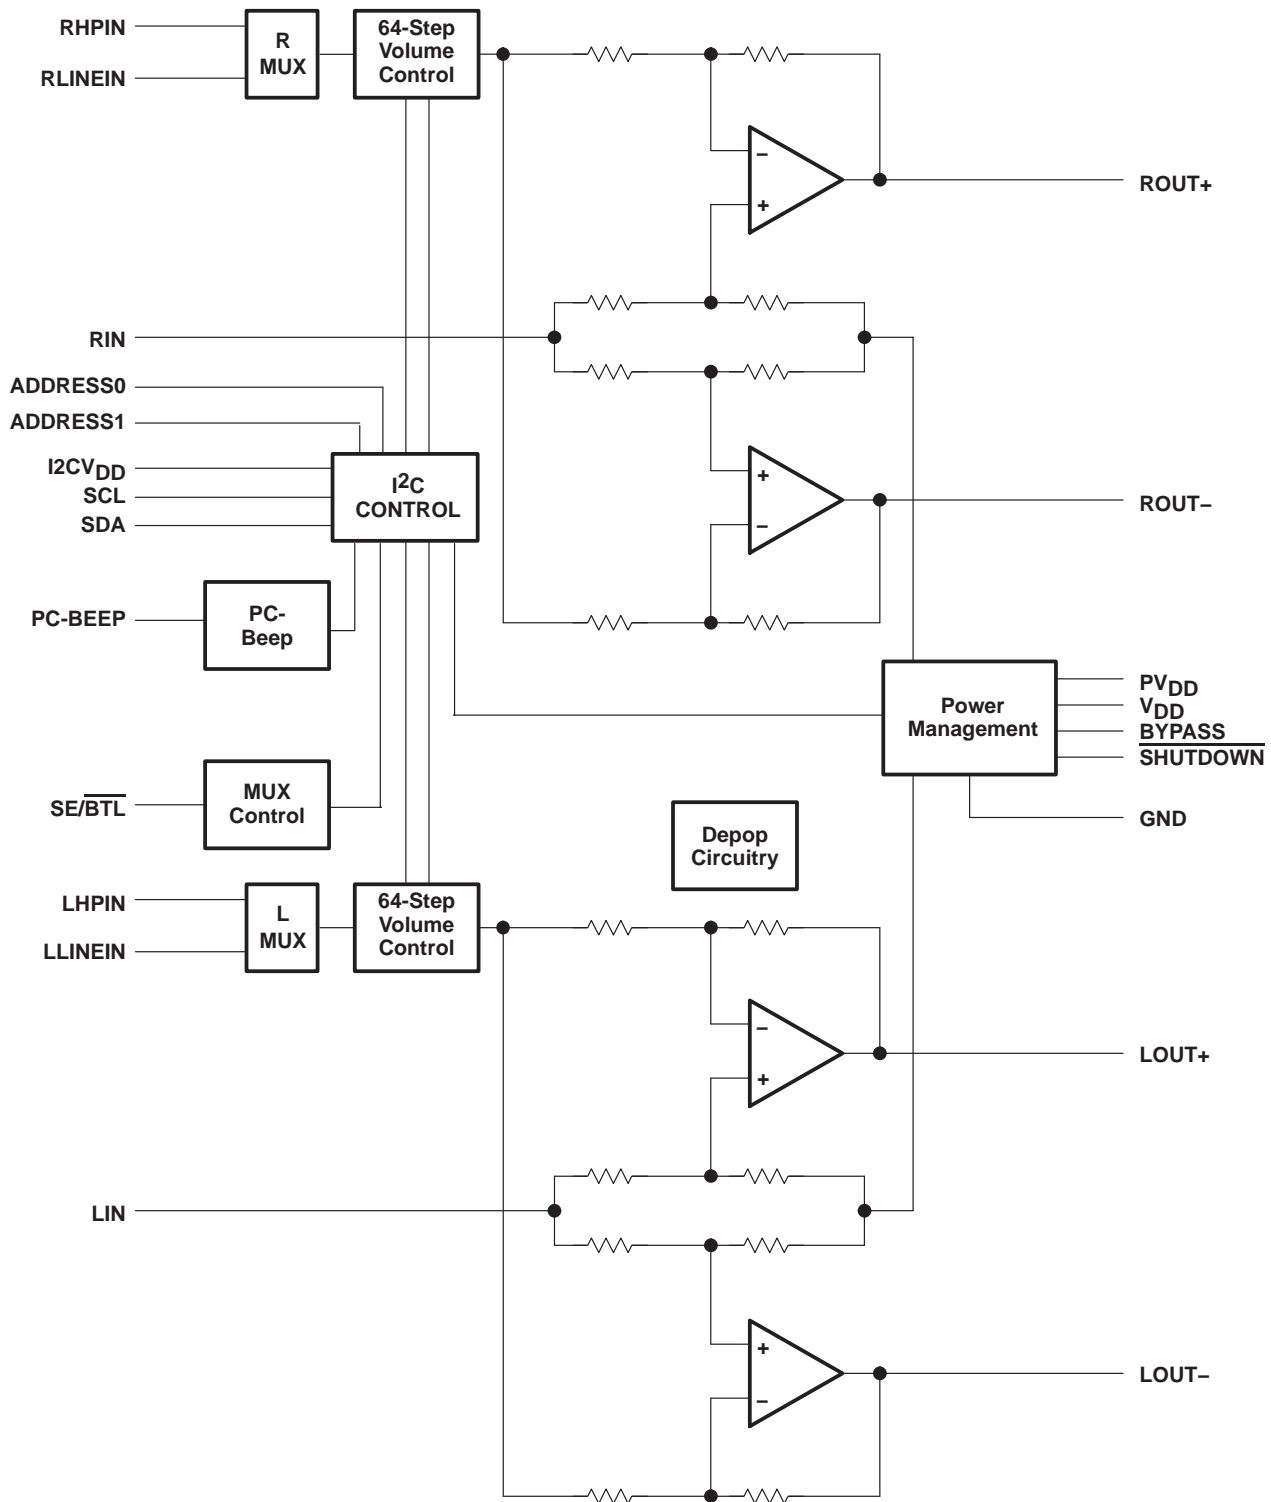 RHPIN
RLINEIN
R
MUX
64-Step
Volume
Control
−
+
ROUT+
RIN
ADDRESS0
ADDRESS1
I2CVDD
SCL
SDA
I2C
CONTROL
+
−
ROUT−
PC-BEEP
PC-
Beep
Power
Management
PVDD
VDD
BYPASS
SHUTDOWN
GND
SE/BTL
MUX
Control
Depop
Circuitry
LHPIN
LLINEIN
L
MUX
64-Step
Volume
Control
−
+
LOUT+
LIN
+
−
LOUT−